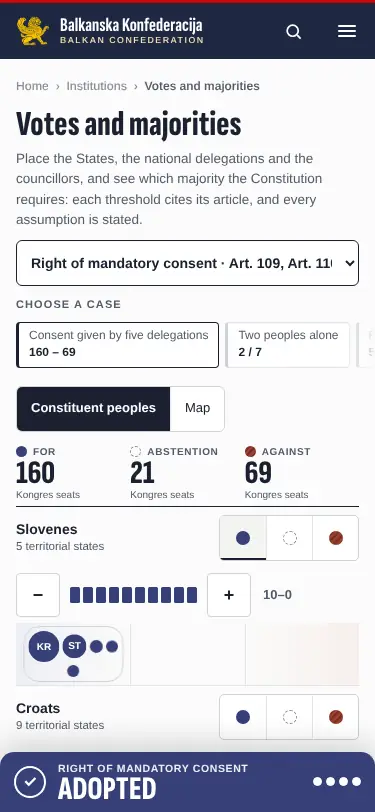 Balkanska Konfederacija
BALKAN CONFEDERATION
Home › Institutions › Votes and majorities
Votes and majorities
Place the States, the national delegations and the
councillors, and see which majority the Constitution
requires: each threshold cites its article, and every
assumption is stated.
Right of mandatory consent · Art. 109, Art. 110
CHOOSE A CASE
Consent given by five delegations
160 – 69
Two peoples alone
2 / 7
Constituent peoples
Map
FOR
160
Kongres seats
ABSTENTION
21
Kongres seats
AGAINST
69
Kongres seats
Slovenes
5 territorial states
− + 10–0
KR ST
Croats
9 territorial states
RIGHT OF MANDATORY CONSENT
ADOPTED